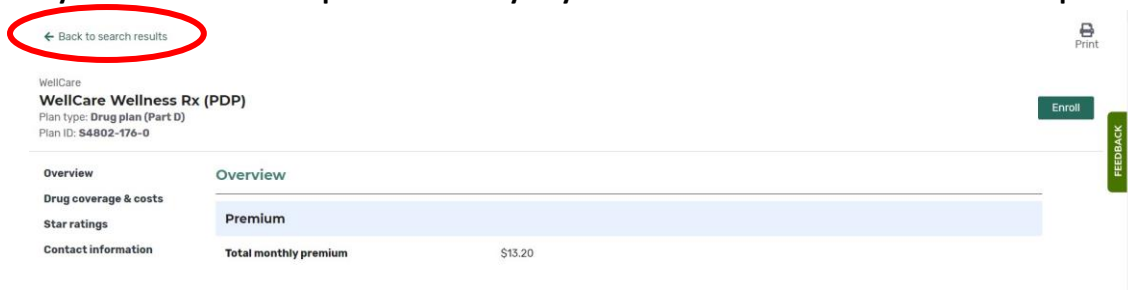 ← Back to search results
Print
WellCare
WellCare Wellness Rx (PDP)
Plan type: Drug plan (Part D)
Plan ID: S4802-176-0
Enroll
FEEDBACK
Overview
Drug coverage & costs
Star ratings
Contact information
Overview
Premium
Total monthly premium $13.20